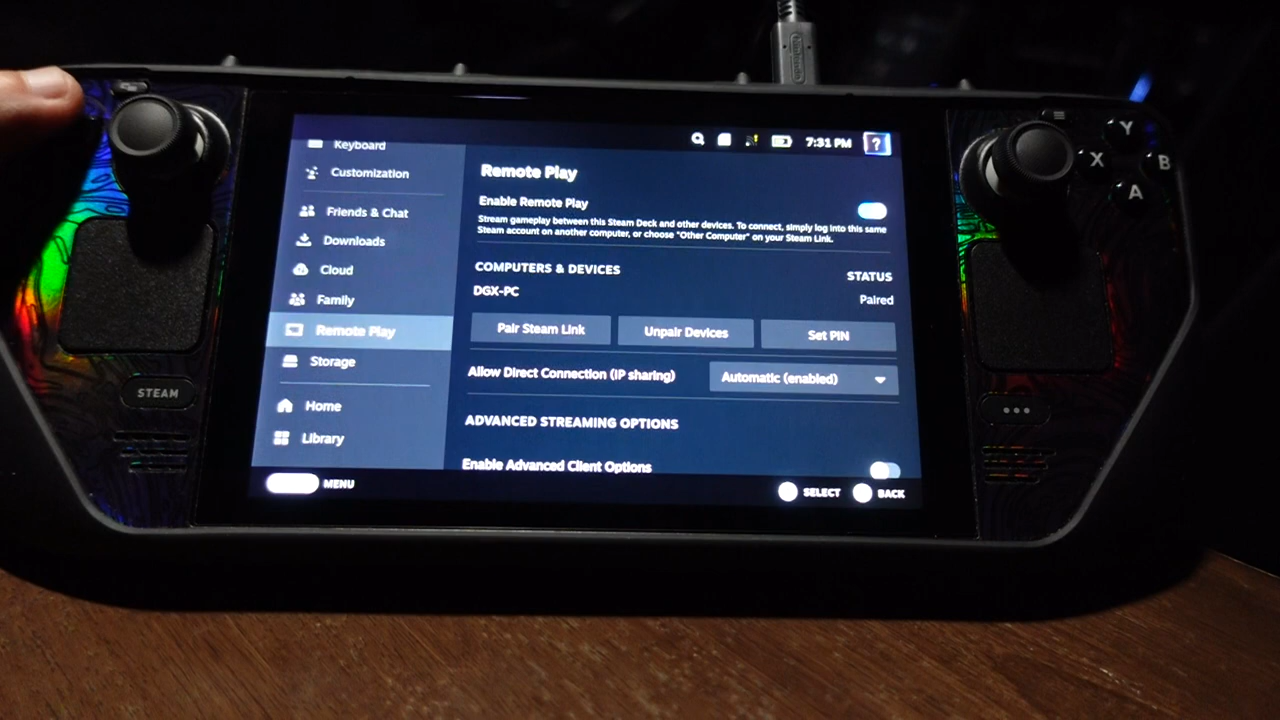 Nintendo
Y
X
B
A
STEAM
7:31 PM
?
Keyboard
Customization
Friends & Chat
Downloads
Cloud
Family
Remote Play
Storage
Home
Library
Remote Play
Enable Remote Play
Stream gameplay between this Steam Deck and other devices. To connect, simply log into this same
Steam account on another computer, or choose "Other Computer" on your Steam Link.
COMPUTERS & DEVICES
STATUS
DGX-PC
Paired
Pair Steam Link
Unpair Devices
Set PIN
Allow Direct Connection (IP sharing)
Automatic (enabled)
ADVANCED STREAMING OPTIONS
Enable Advanced Client Options
MENU
SELECT
BACK